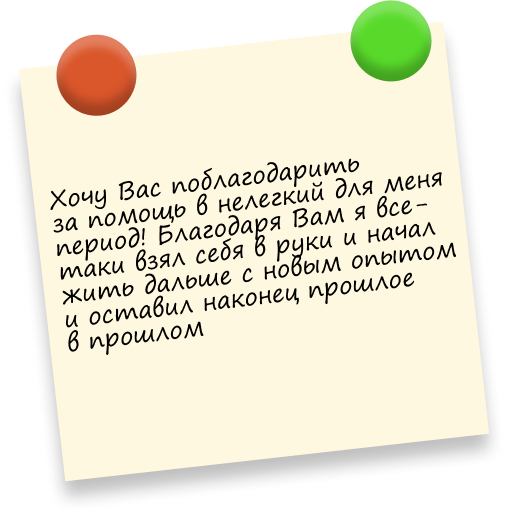 Хочу Вас поблагодарить
за помощь в нелегкий для меня
период! Благодаря Вам я все-
таки взял себя в руки и начал
жить дальше с новым опытом
и оставил наконец прошлое
в прошлом